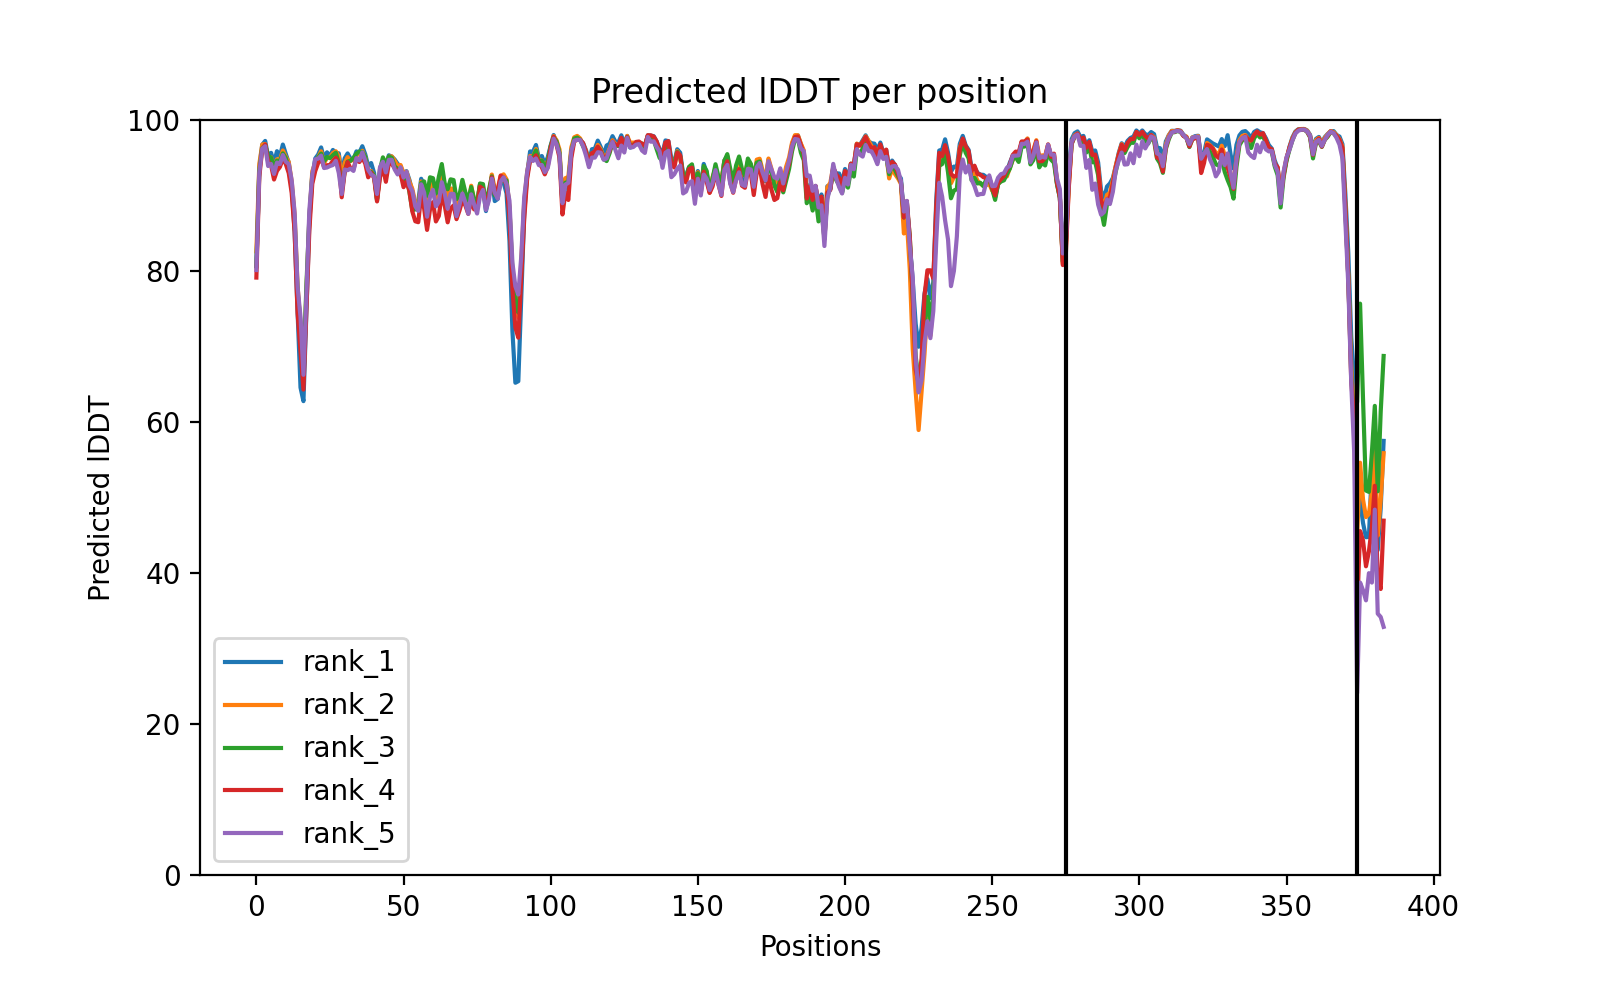 Predicted lDDT per position
100
80
60
40
20
0
Predicted lDDT
rank_1
rank_2
rank_3
rank_4
rank_5
0 50 100 150 200 250 300 350 400
Positions